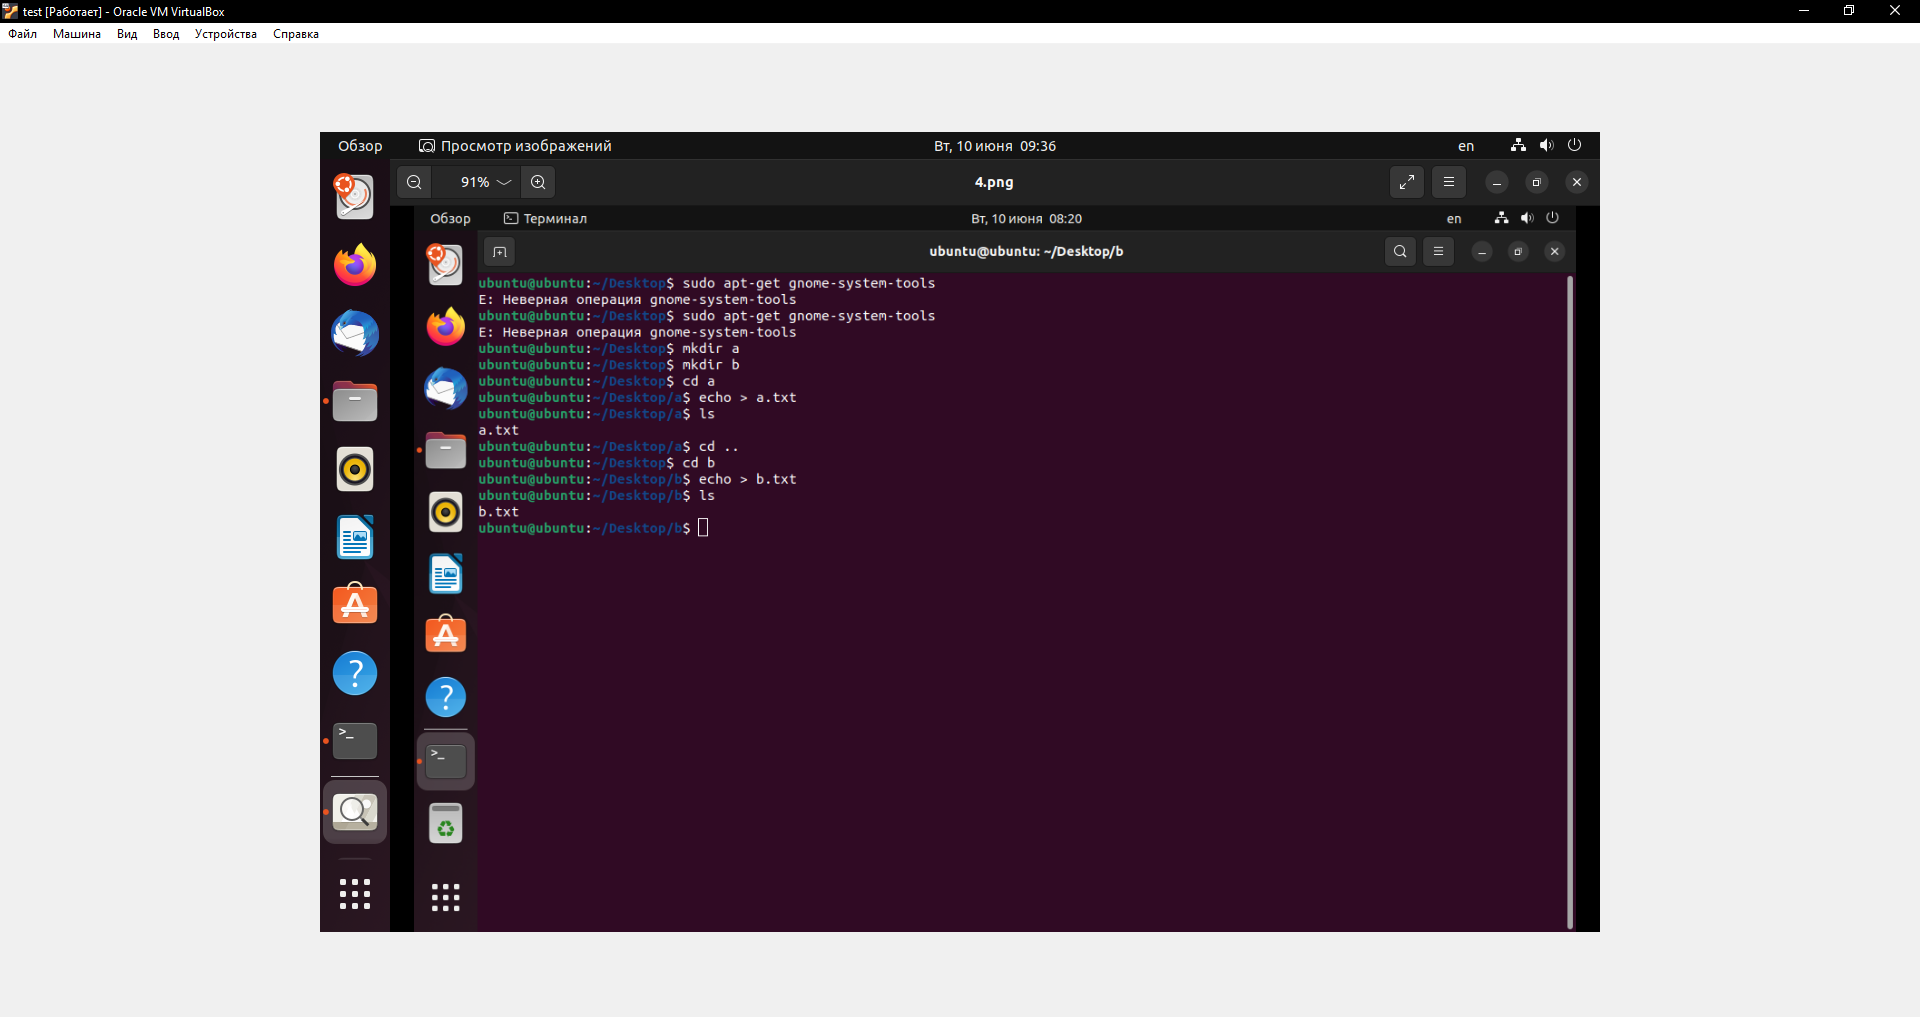 test [Работает] - Oracle VM VirtualBox
Файл Машина Вид Ввод Устройства Справка
Обзор Просмотр изображений Вт, 10 июня 09:36 en
91% 4.png
Обзор Терминал Вт, 10 июня 08:20 en
ubuntu@ubuntu: ~/Desktop/b
ubuntu@ubuntu:~/Desktop$ sudo apt-get gnome-system-tools
E: Неверная операция gnome-system-tools
ubuntu@ubuntu:~/Desktop$ sudo apt-get gnome-system-tools
E: Неверная операция gnome-system-tools
ubuntu@ubuntu:~/Desktop$ mkdir a
ubuntu@ubuntu:~/Desktop$ mkdir b
ubuntu@ubuntu:~/Desktop$ cd a
ubuntu@ubuntu:~/Desktop/a$ echo > a.txt
ubuntu@ubuntu:~/Desktop/a$ ls
a.txt
ubuntu@ubuntu:~/Desktop/a$ cd ..
ubuntu@ubuntu:~/Desktop$ cd b
ubuntu@ubuntu:~/Desktop/b$ echo > b.txt
ubuntu@ubuntu:~/Desktop/b$ ls
b.txt
ubuntu@ubuntu:~/Desktop/b$